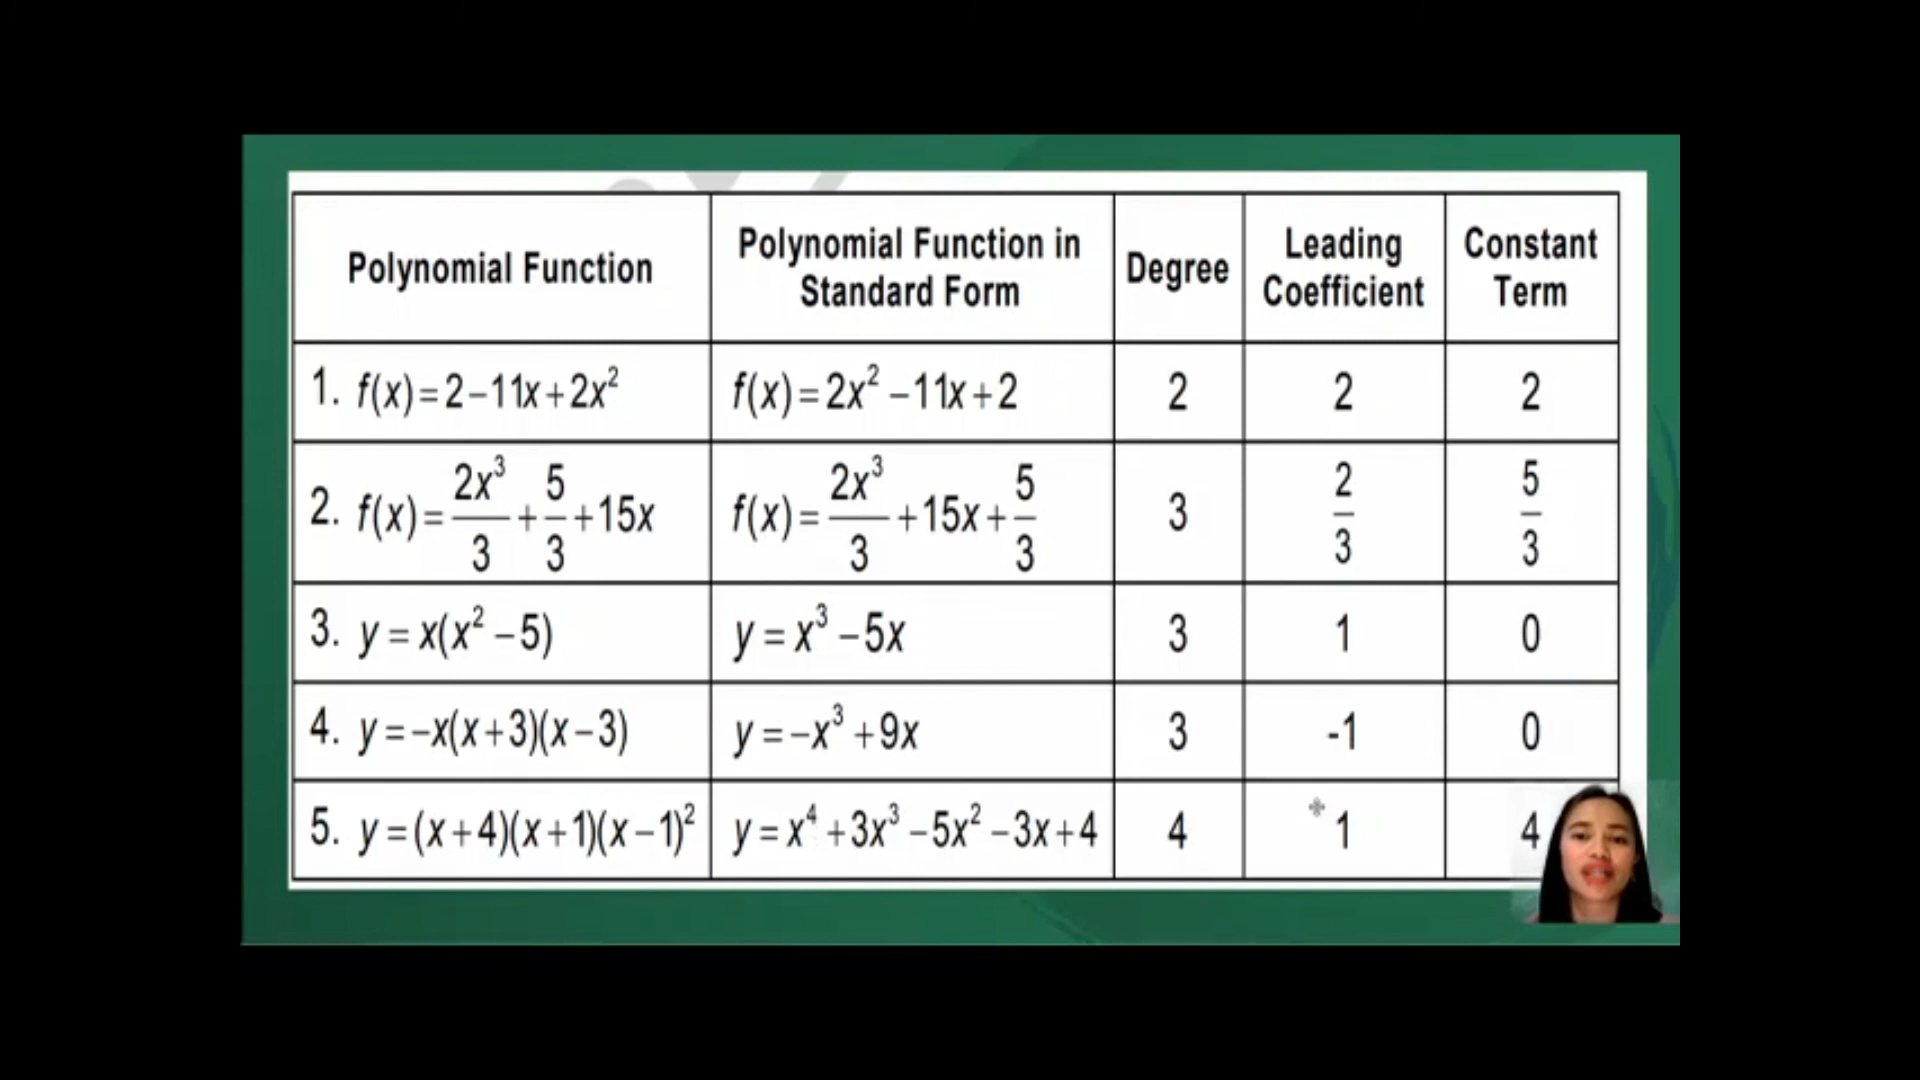 Polynomial Function | Polynomial Function in Standard Form | Degree | Leading Coefficient | Constant Term
1. f(x)=2−11x+2x² | f(x)=2x²−11x+2 | 2 | 2 | 2
2. f(x)=2x³/3+5/3+15x | f(x)=2x³/3+15x+5/3 | 3 | 2/3 | 5/3
3. y=x(x²−5) | y=x³−5x | 3 | 1 | 0
4. y=−x(x+3)(x−3) | y=−x³+9x | 3 | -1 | 0
5. y=(x+4)(x+1)(x−1)² | y=x⁴+3x³−5x²−3x+4 | 4 | 1 | 4